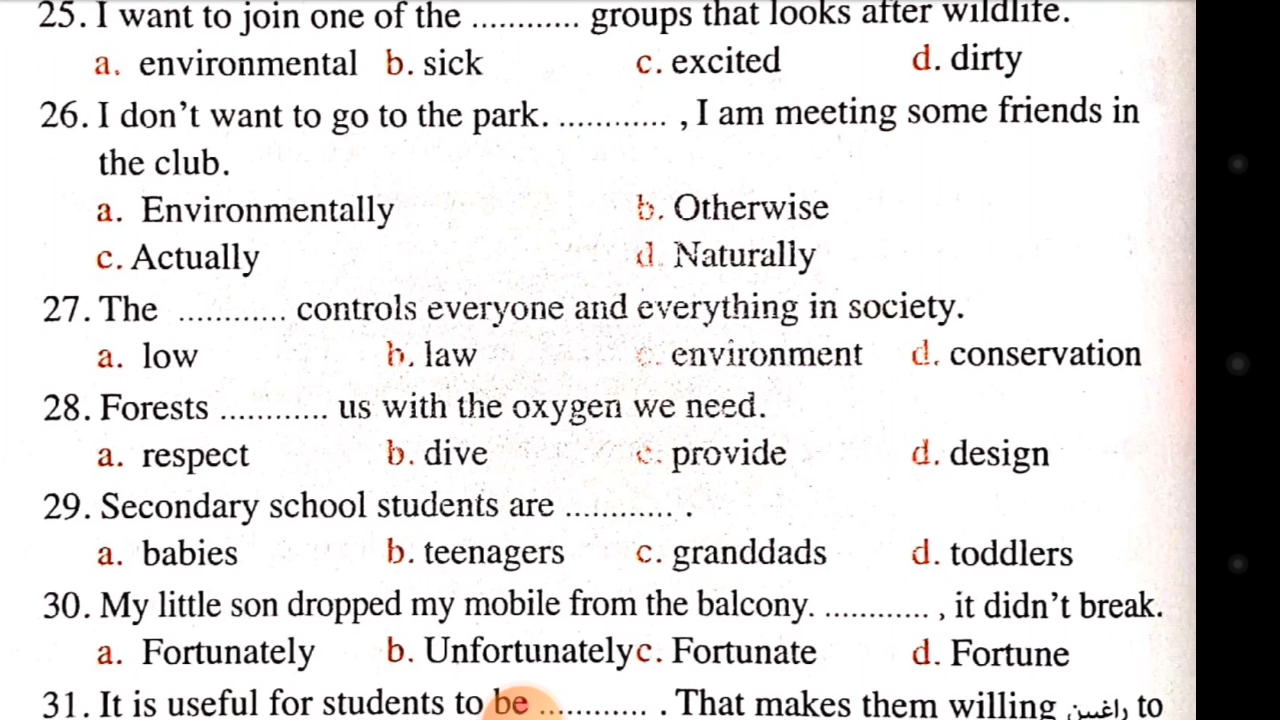 25. I want to join one of the ............ groups that looks after wildlife.
a. environmental b. sick c. excited d. dirty
26. I don't want to go to the park. ............ , I am meeting some friends in
the club.
a. Environmentally b. Otherwise
c. Actually d. Naturally
27. The ............ controls everyone and everything in society.
a. low b. law c. environment d. conservation
28. Forests ............ us with the oxygen we need.
a. respect b. dive c. provide d. design
29. Secondary school students are ............ .
a. babies b. teenagers c. granddads d. toddlers
30. My little son dropped my mobile from the balcony. ............ , it didn't break.
a. Fortunately b. Unfortunately c. Fortunate d. Fortune
31. It is useful for students to be ............ . That makes them willing راغبين to